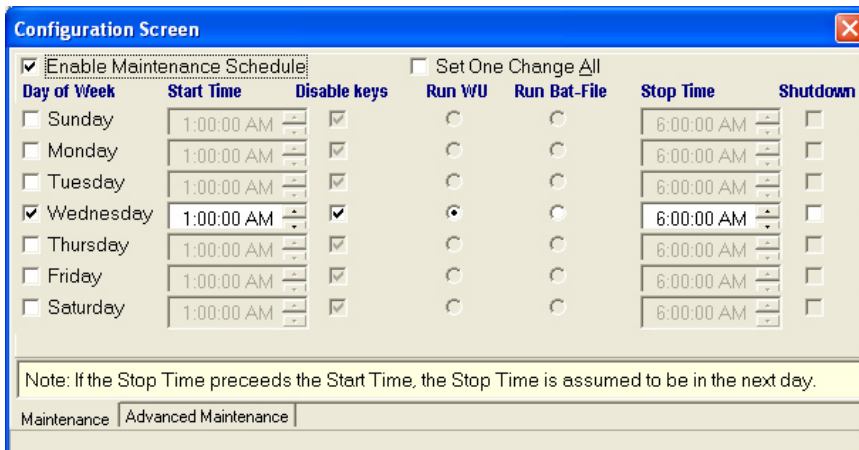 Configuration Screen
Enable Maintenance Schedule Set One Change All
Day of Week Start Time Disable keys Run WU Run Bat-File Stop Time Shutdown
Sunday 1:00:00 AM 6:00:00 AM
Monday 1:00:00 AM 6:00:00 AM
Tuesday 1:00:00 AM 6:00:00 AM
Wednesday 1:00:00 AM 6:00:00 AM
Thursday 1:00:00 AM 6:00:00 AM
Friday 1:00:00 AM 6:00:00 AM
Saturday 1:00:00 AM 6:00:00 AM
Note: If the Stop Time preceeds the Start Time, the Stop Time is assumed to be in the next day.
Maintenance Advanced Maintenance